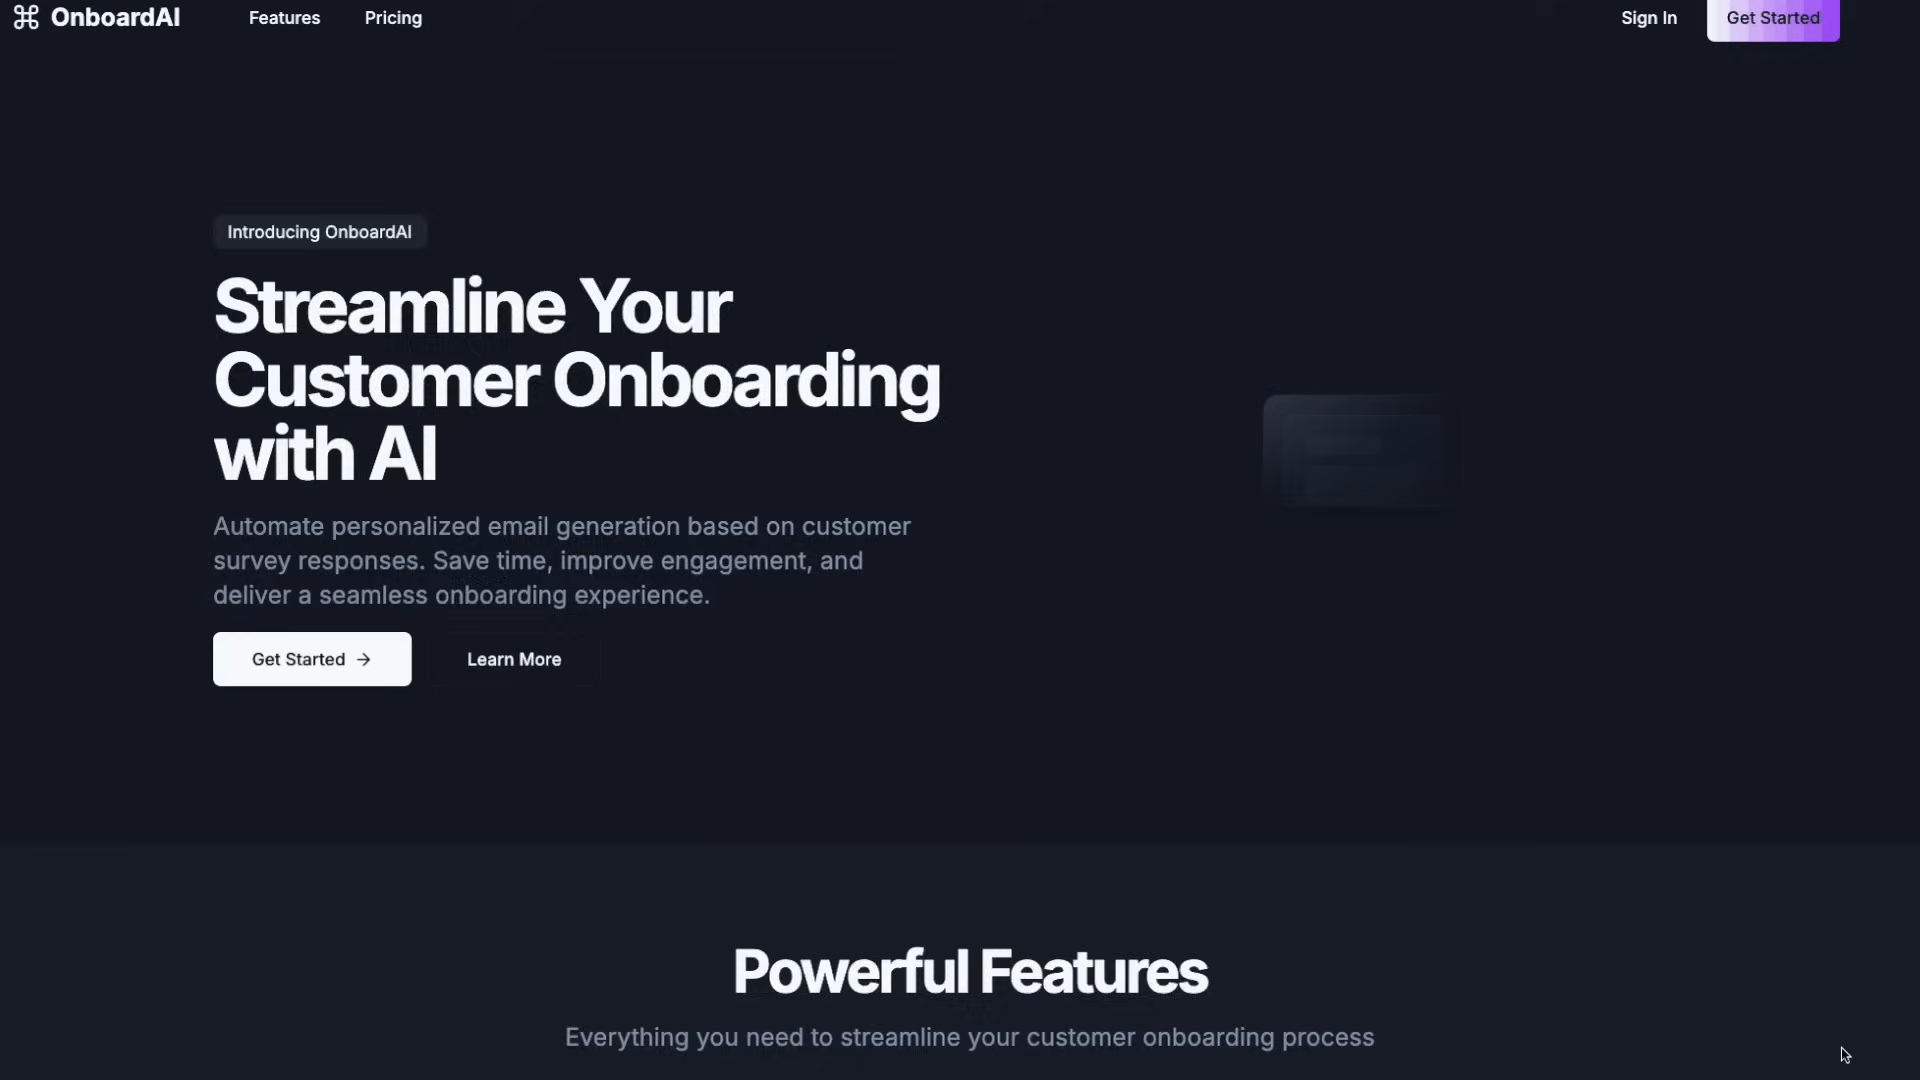 OnboardAI
Features
Pricing
Sign In
Get Started
Introducing OnboardAI
Streamline Your
Customer Onboarding
with AI
Automate personalized email generation based on customer
survey responses. Save time, improve engagement, and
deliver a seamless onboarding experience.
Get Started →
Learn More
Powerful Features
Everything you need to streamline your customer onboarding process